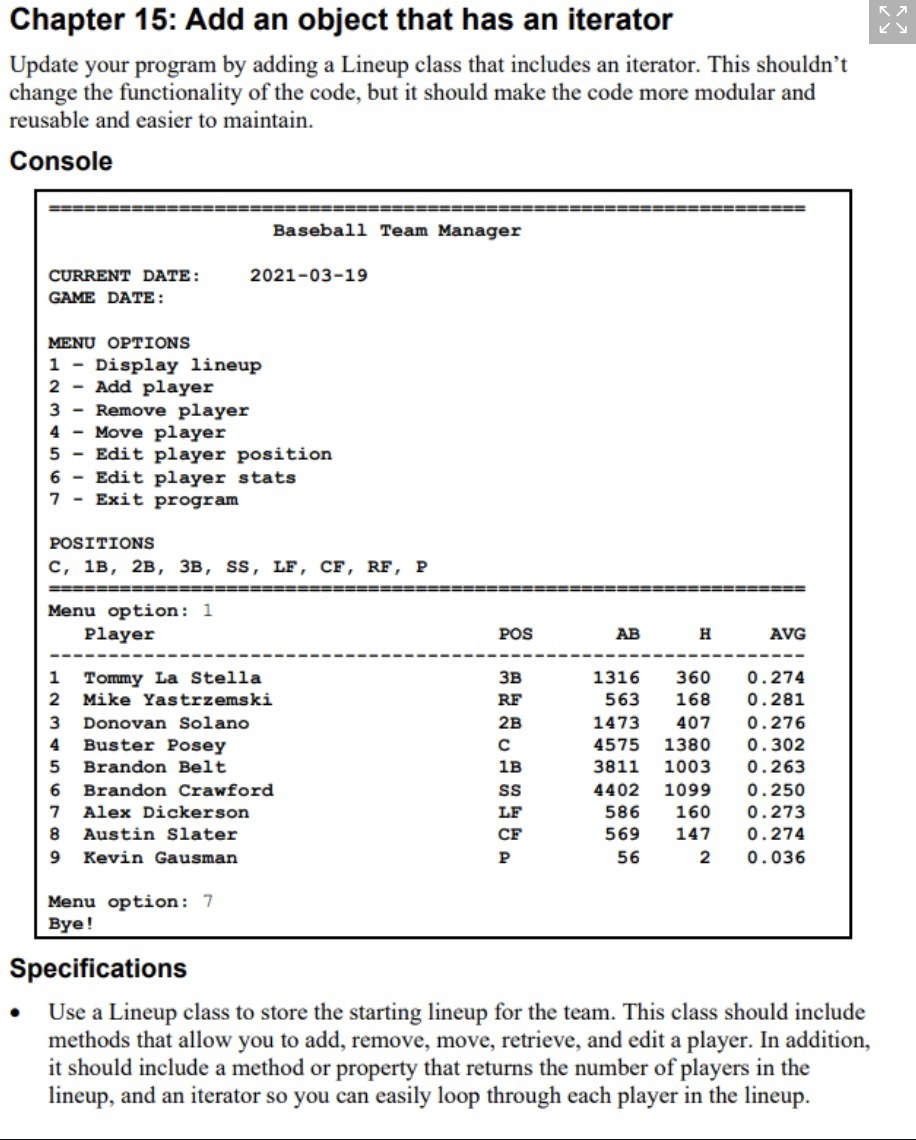 Chapter 15: Add an object that has an iterator
Update your program by adding a Lineup class that includes an iterator. This shouldn’t
change the functionality of the code, but it should make the code more modular and
reusable and easier to maintain.
Console
================================================================
Baseball Team Manager
CURRENT DATE:    2021-03-19
GAME DATE:
MENU OPTIONS
1 – Display lineup
2 – Add player
3 – Remove player
4 – Move player
5 – Edit player position
6 – Edit player stats
7 - Exit program
POSITIONS
C, 1B, 2B, 3B, SS, LF, CF, RF, P
================================================================
Menu option: 1
Player POS AB H AVG
----------------------------------------------------------------
1 Tommy La Stella 3B 1316 360 0.274
2 Mike Yastrzemski RF 563 168 0.281
3 Donovan Solano 2B 1473 407 0.276
4 Buster Posey C 4575 1380 0.302
5 Brandon Belt 1B 3811 1003 0.263
6 Brandon Crawford SS 4402 1099 0.250
7 Alex Dickerson LF 586 160 0.273
8 Austin Slater CF 569 147 0.274
9 Kevin Gausman P 56 2 0.036
Menu option: 7
Bye!
Specifications
• Use a Lineup class to store the starting lineup for the team. This class should include
methods that allow you to add, remove, move, retrieve, and edit a player. In addition,
it should include a method or property that returns the number of players in the
lineup, and an iterator so you can easily loop through each player in the lineup.